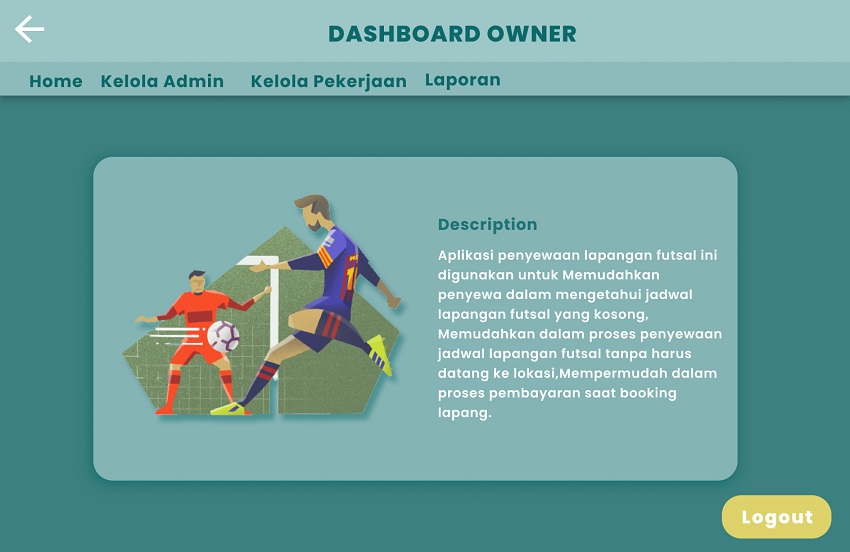 DASHBOARD OWNER
Home Kelola Admin Kelola Pekerjaan Laporan
Description
Aplikasi penyewaan lapangan futsal ini
digunakan untuk Memudahkan
penyewa dalam mengetahui jadwal
lapangan futsal yang kosong,
Memudahkan dalam proses penyewaan
jadwal lapangan futsal tanpa harus
datang ke lokasi,Mempermudah dalam
proses pembayaran saat booking
lapang.
Logout